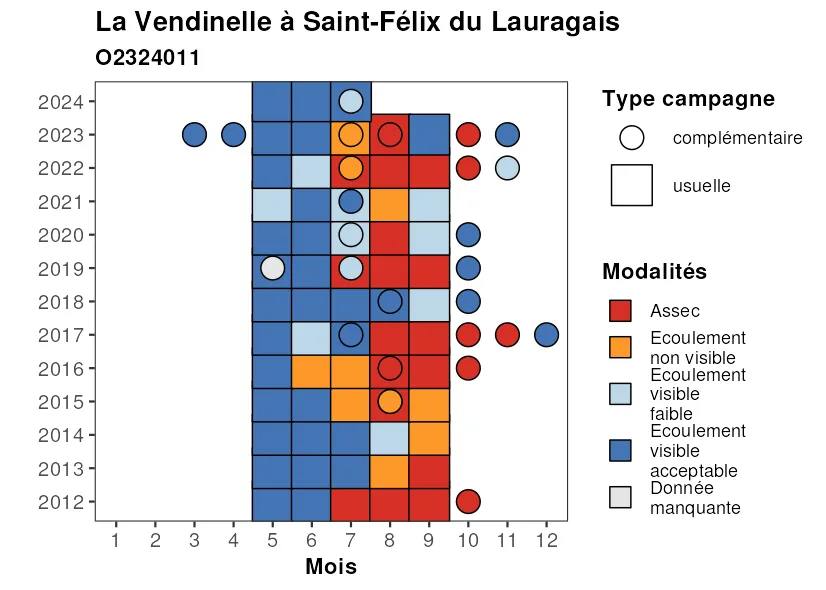 La Vendinelle à Saint-Félix du Lauragais
O2324011
2024
2023
2022
2021
2020
2019
2018
2017
2016
2015
2014
2013
2012
1 2 3 4 5 6 7 8 9 10 11 12
Mois
Type campagne
complémentaire
usuelle
Modalités
Assec
Ecoulement
non visible
Ecoulement
visible
faible
Ecoulement
visible
acceptable
Donnée
manquante